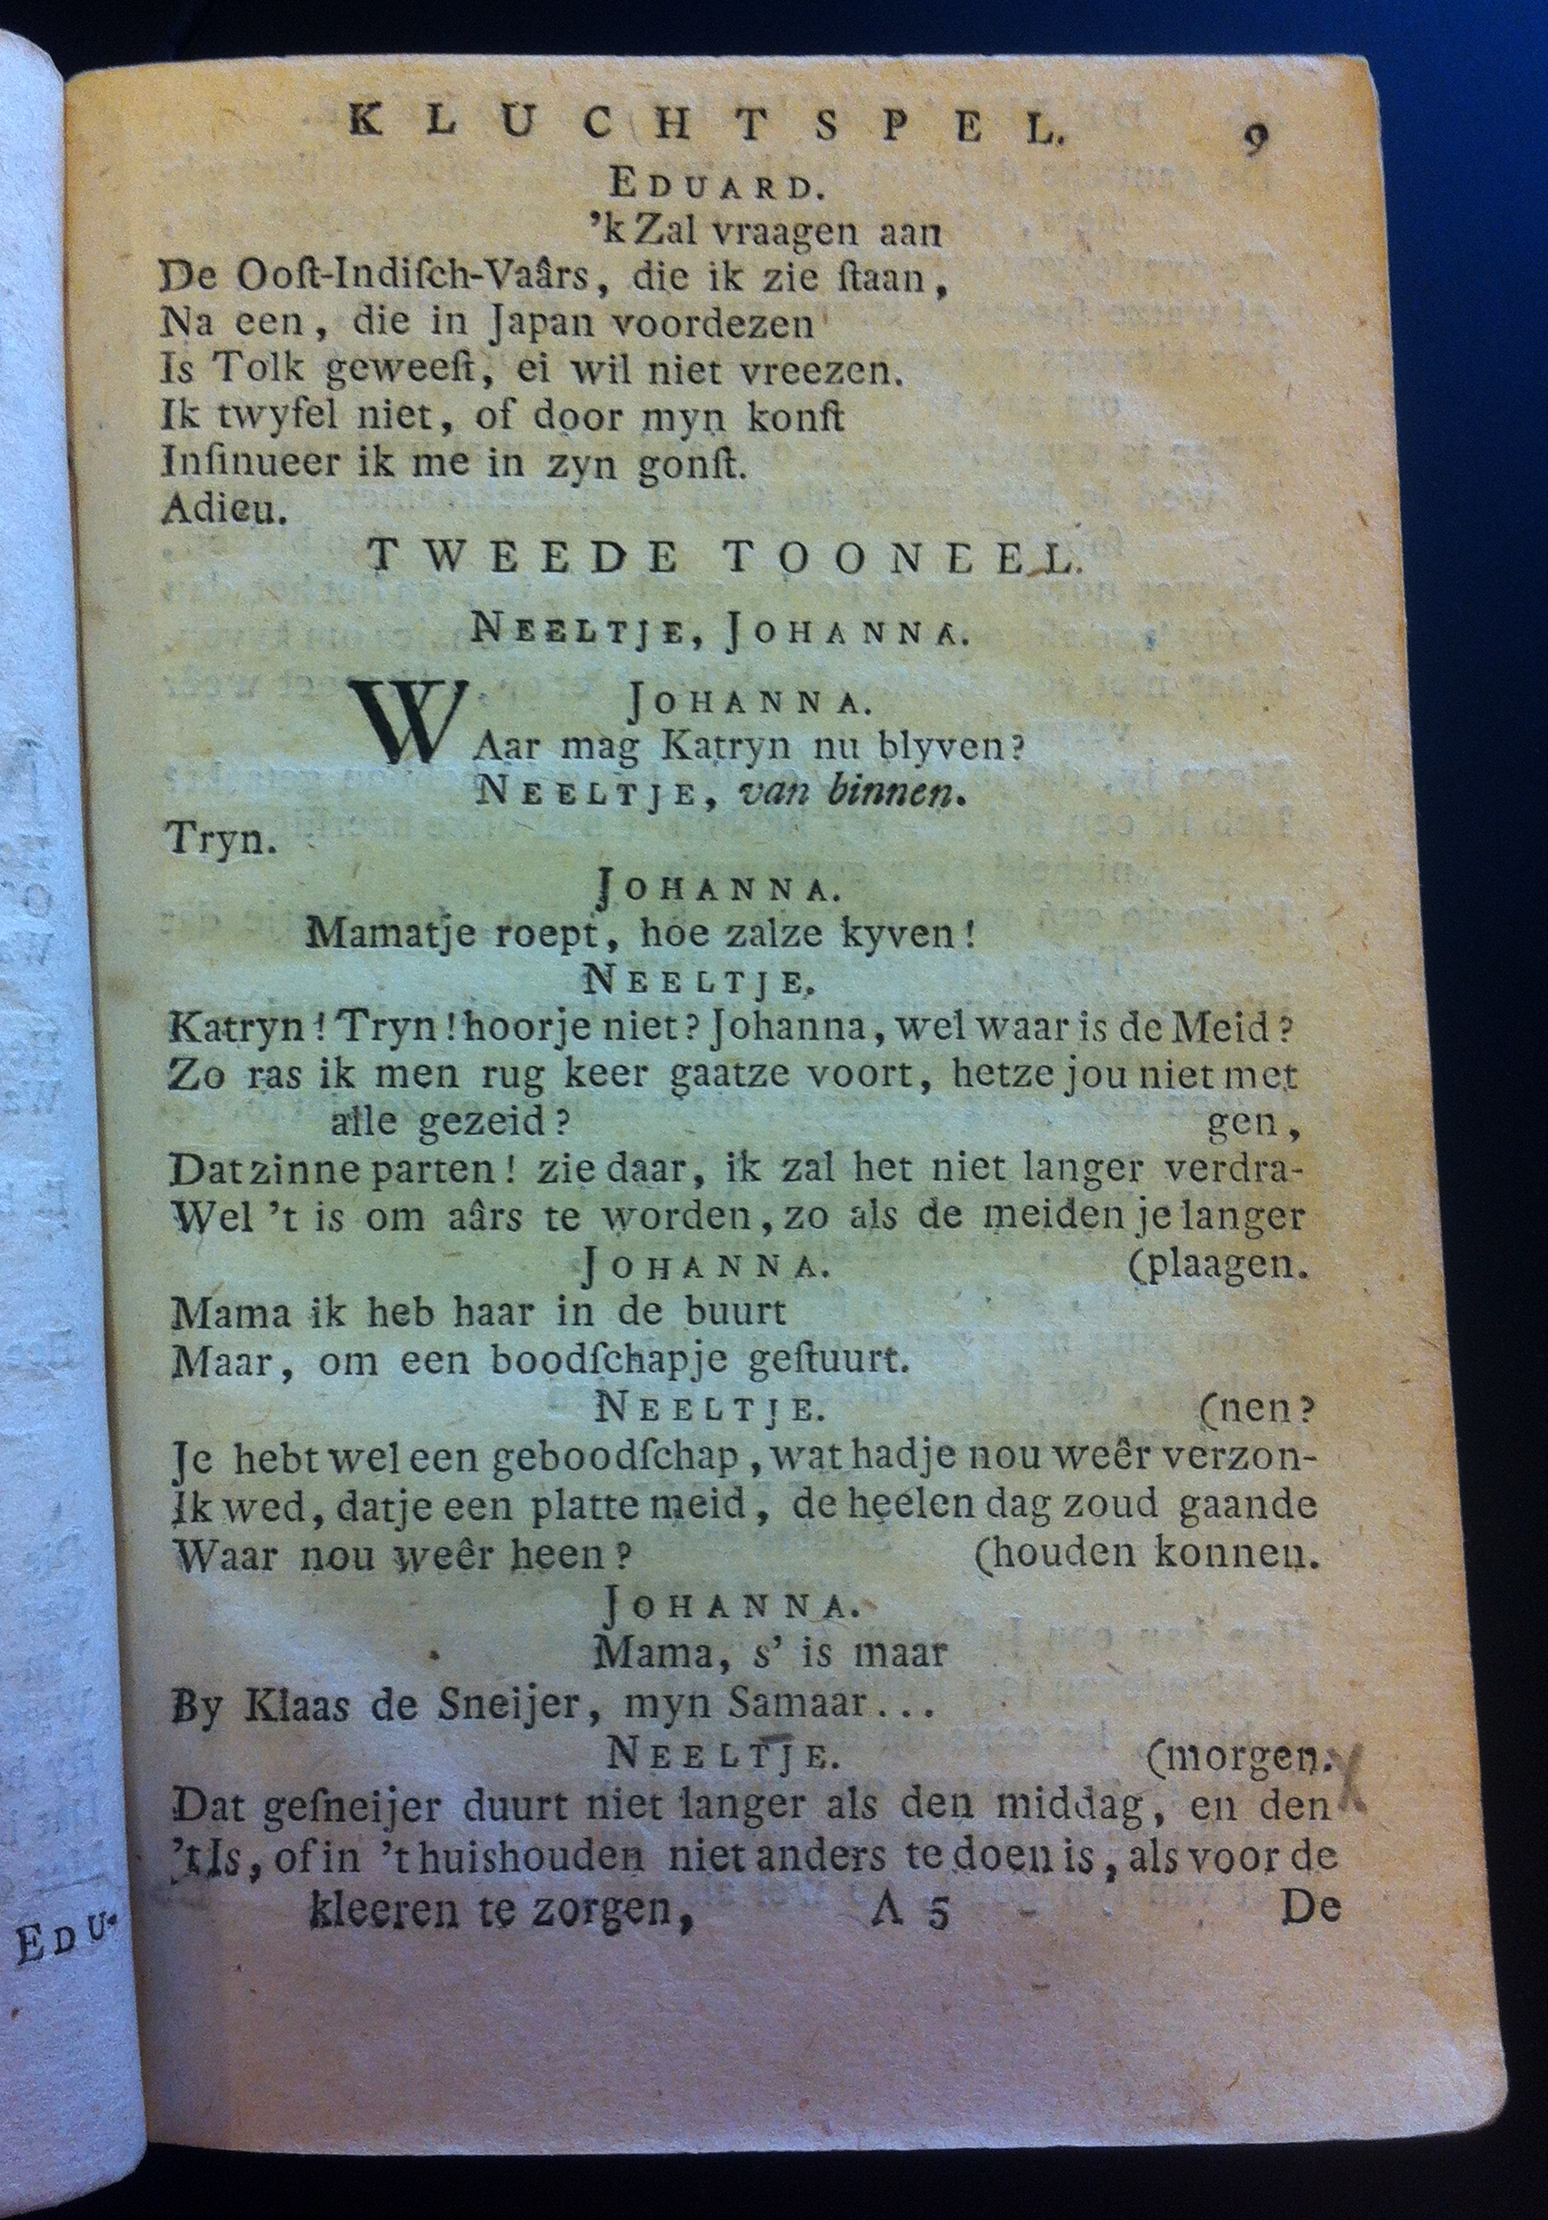 KLUCHTSPEL. 9
EDUARD.
'k Zal vraagen aan
De Ooſt-Indiſch-Vaârs, die ik zie ſtaan,
Na een, die in Japan voordezen
Is Tolk geweeſt, ei wil niet vreezen.
Ik twyfel niet, of door myn konſt
Inſinueer ik me in zyn gonſt.
Adieu.
TWEEDE TOONEEL.
NEELTJE, JOHANNA.
JOHANNA.
WAar mag Katryn nu blyven?
NEELTJE, van binnen.
Tryn.
JOHANNA.
Mamatje roept, hoe zalze kyven!
NEELTJE.
Katryn! Tryn! hoorje niet? Johanna, wel waar is de Meid?
Zo ras ik men rug keer gaatze voort, hetze jou niet met
alle gezeid? gen,
Dat zinne parten! zie daar, ik zal het niet langer verdra-
Wel 't is om aârs te worden, zo als de meiden je langer
JOHANNA. (plaagen.
Mama ik heb haar in de buurt
Maar, om een boodſchapje geſtuurt.
NEELTJE. (nen?
Je hebt wel een geboodſchap, wat hadje nou weêr verzon-
Ik wed, datje een platte meid, de heelen dag zoud gaande
Waar nou weêr heen? (houden konnen.
JOHANNA.
Mama, s' is maar
By Klaas de Sneijer, myn Samaar...
NEELTJE. (morgen.
Dat geſneijer duurt niet langer als den middag, en den
't Is, of in 't huishouden niet anders te doen is, als voor de
kleeren te zorgen, A 5 De
EDU-